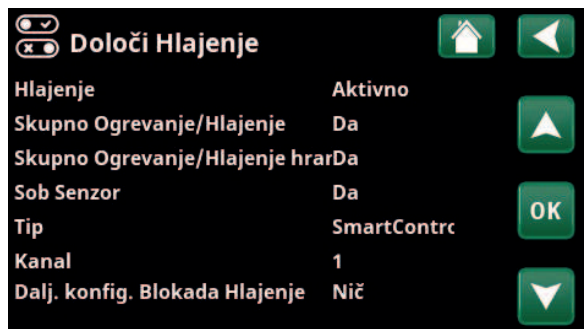 Določi Hlajenje
Hlajenje Aktivno
Skupno Ogrevanje/Hlajenje Da
Skupno Ogrevanje/Hlajenje hrarDa
Sob Senzor Da
Tip SmartContrc
Kanal 1
Dalj. konfig. Blokada Hlajenje Nič
OK